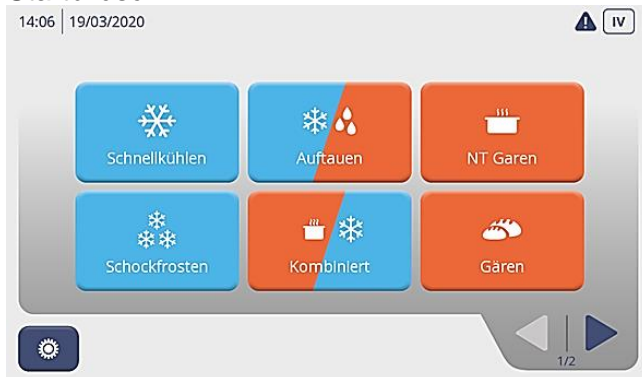 14:06 19/03/2020 IV
Schnellkühlen Auftauen NT Garen
Schockfrosten Kombiniert Gären
1/2